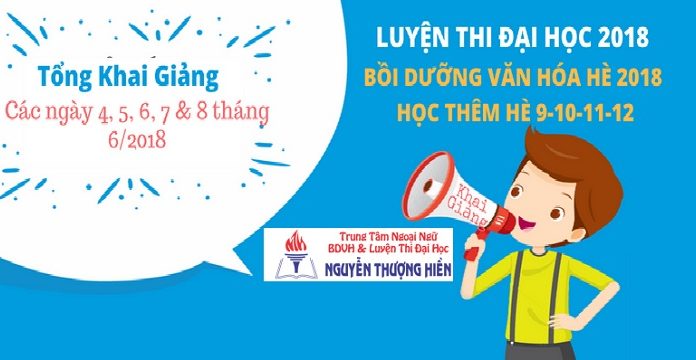 Tổng Khai Giảng
Các ngày 4, 5, 6, 7 & 8 tháng
6/2018
LUYỆN THI ĐẠI HỌC 2018
BỒI DƯỠNG VĂN HÓA HÈ 2018
HỌC THÊM HÈ 9-10-11-12
Khai
Giảng
Trung Tâm Ngoại Ngữ
BDVH & Luyện Thi Đại Học
NGUYỄN THƯỢNG HIỀN